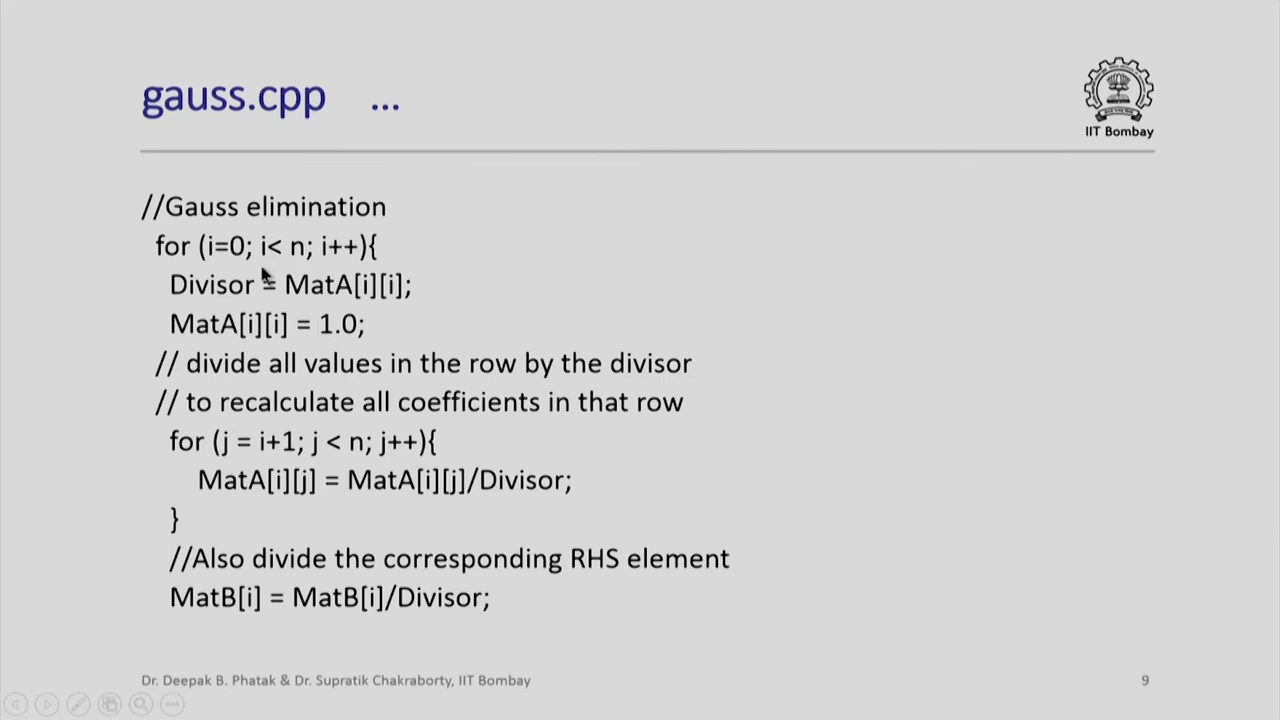 gauss.cpp ...
IIT Bombay
//Gauss elimination
for (i=0; i< n; i++){
Divisor = MatA[i][i];
MatA[i][i] = 1.0;
// divide all values in the row by the divisor
// to recalculate all coefficients in that row
for (j = i+1; j < n; j++){
MatA[i][j] = MatA[i][j]/Divisor;
}
//Also divide the corresponding RHS element
MatB[i] = MatB[i]/Divisor;
Dr. Deepak B. Phatak & Dr. Supratik Chakraborty, IIT Bombay
9